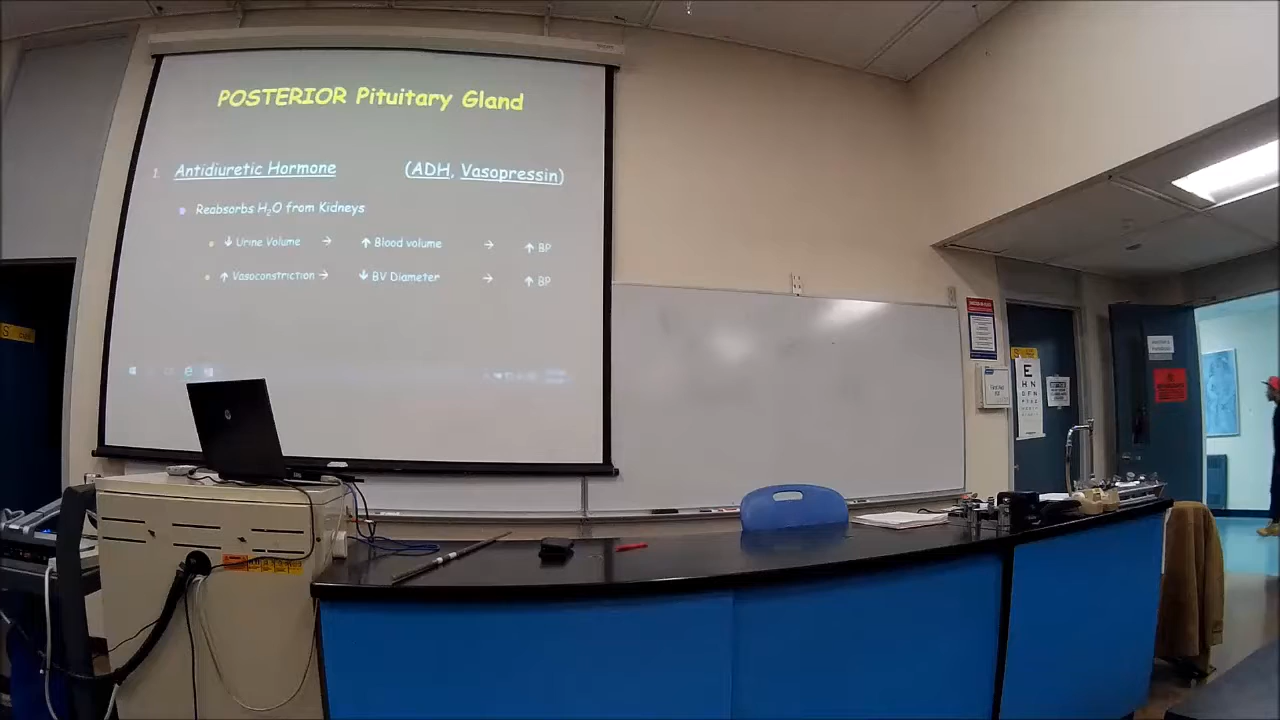 POSTERIOR Pituitary Gland
1. Antidiuretic Hormone (ADH, Vasopressin)
Reabsorbs H₂O from Kidneys
↓ Urine Volume → ↑ Blood volume → ↑ BP
↑ Vasoconstriction → ↓ BV Diameter → ↑ BP
E
H N
D F N